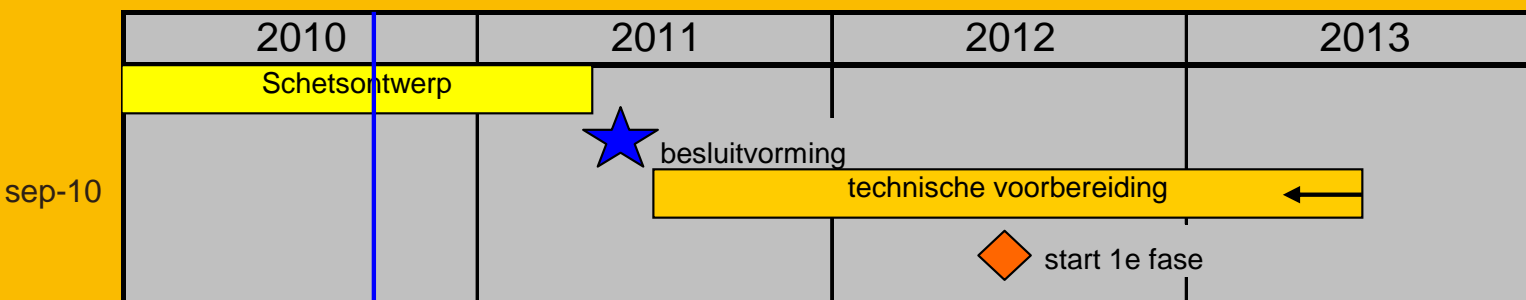 2010 2011 2012 2013
Schetsontwerp
besluitvorming
sep-10 technische voorbereiding
start 1e fase